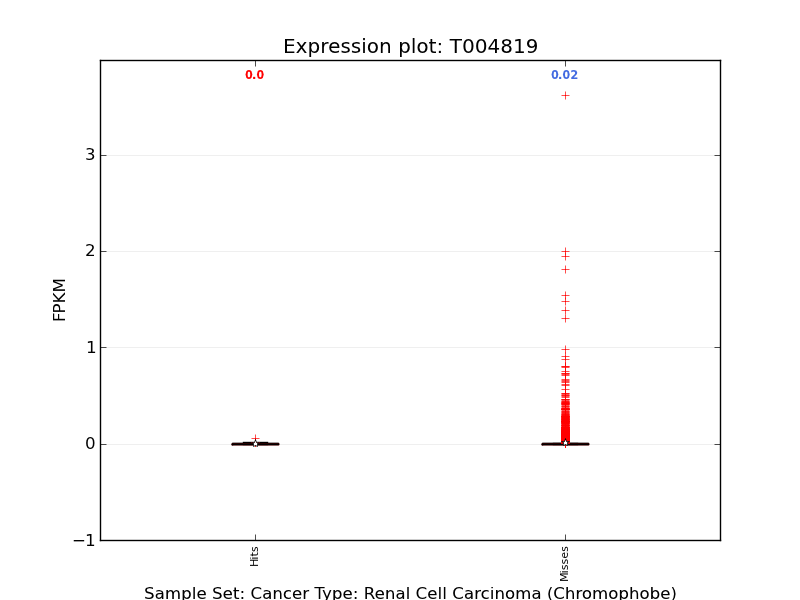 Expression plot: T004819
0.0
0.02
3
2
1
0
−1
FPKM
Hits
Misses
Sample Set: Cancer Type: Renal Cell Carcinoma (Chromophobe)